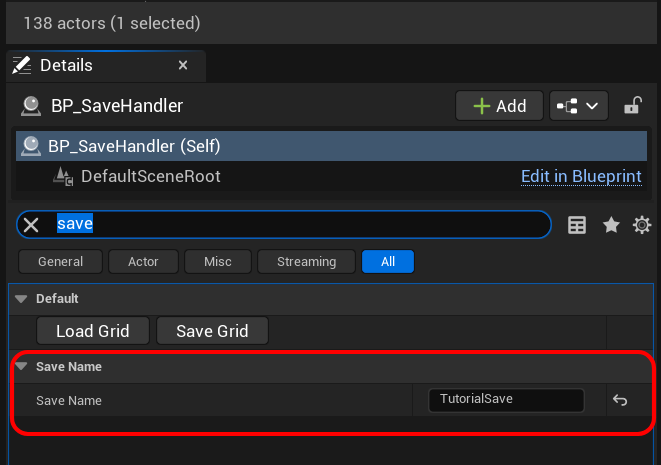 138 actors (1 selected)
Details
BP_SaveHandler
Add
BP_SaveHandler (Self)
DefaultSceneRoot Edit in Blueprint
save
General Actor Misc Streaming All
Default
Load Grid Save Grid
Save Name
Save Name TutorialSave